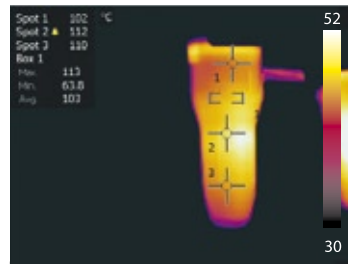 Spot 1 102 °C
Spot 2 112
Spot 3 110
Box 1
Max. 113
Min. 63.8
Avg. 103
52
30
1
2
3